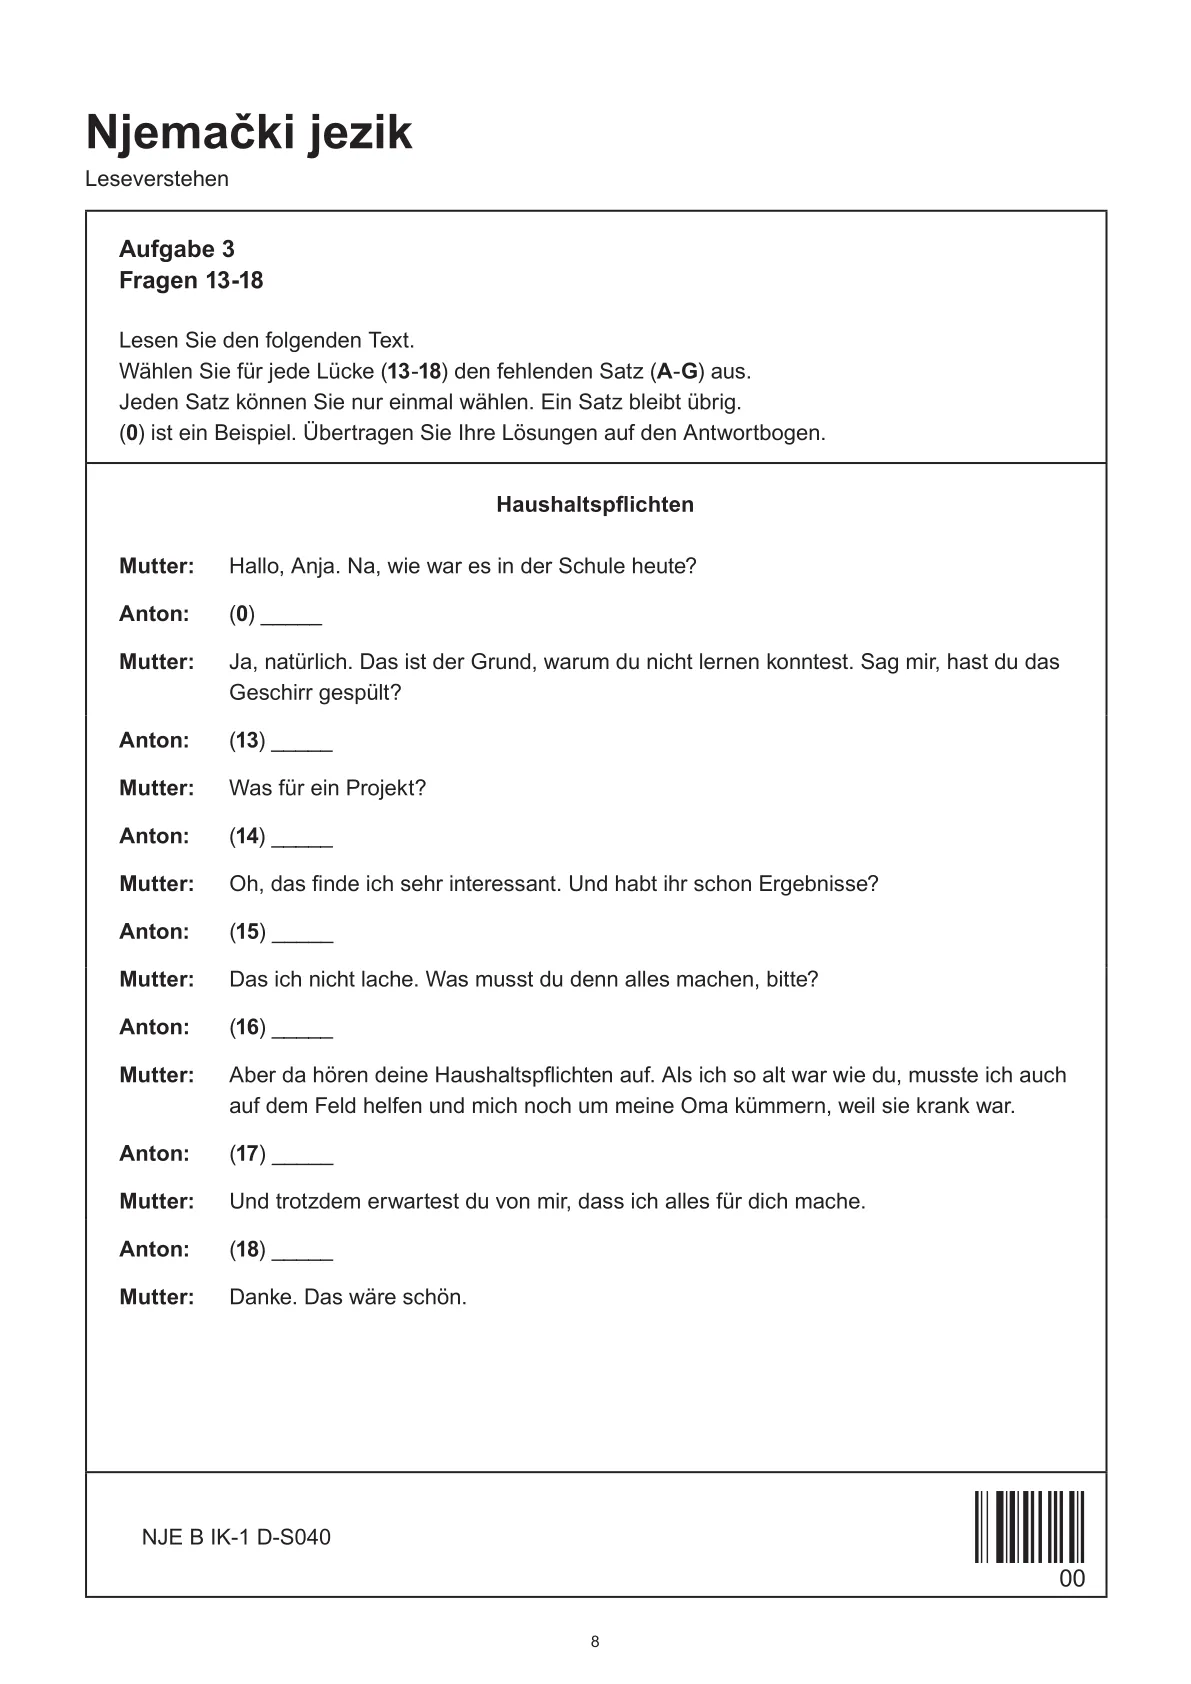 Njemački jezik
Leseverstehen
Aufgabe 3
Fragen 13-18
Lesen Sie den folgenden Text.
Wählen Sie für jede Lücke (13-18) den fehlenden Satz (A-G) aus.
Jeden Satz können Sie nur einmal wählen. Ein Satz bleibt übrig.
(0) ist ein Beispiel. Übertragen Sie Ihre Lösungen auf den Antwortbogen.
Haushaltspflichten
Mutter: Hallo, Anja. Na, wie war es in der Schule heute?
Anton: (0) _____
Mutter: Ja, natürlich. Das ist der Grund, warum du nicht lernen konntest. Sag mir, hast du das
Geschirr gespült?
Anton: (13) _____
Mutter: Was für ein Projekt?
Anton: (14) _____
Mutter: Oh, das finde ich sehr interessant. Und habt ihr schon Ergebnisse?
Anton: (15) _____
Mutter: Das ich nicht lache. Was musst du denn alles machen, bitte?
Anton: (16) _____
Mutter: Aber da hören deine Haushaltspflichten auf. Als ich so alt war wie du, musste ich auch
auf dem Feld helfen und mich noch um meine Oma kümmern, weil sie krank war.
Anton: (17) _____
Mutter: Und trotzdem erwartest du von mir, dass ich alles für dich mache.
Anton: (18) _____
Mutter: Danke. Das wäre schön.
NJE B IK-1 D-S040
00
8